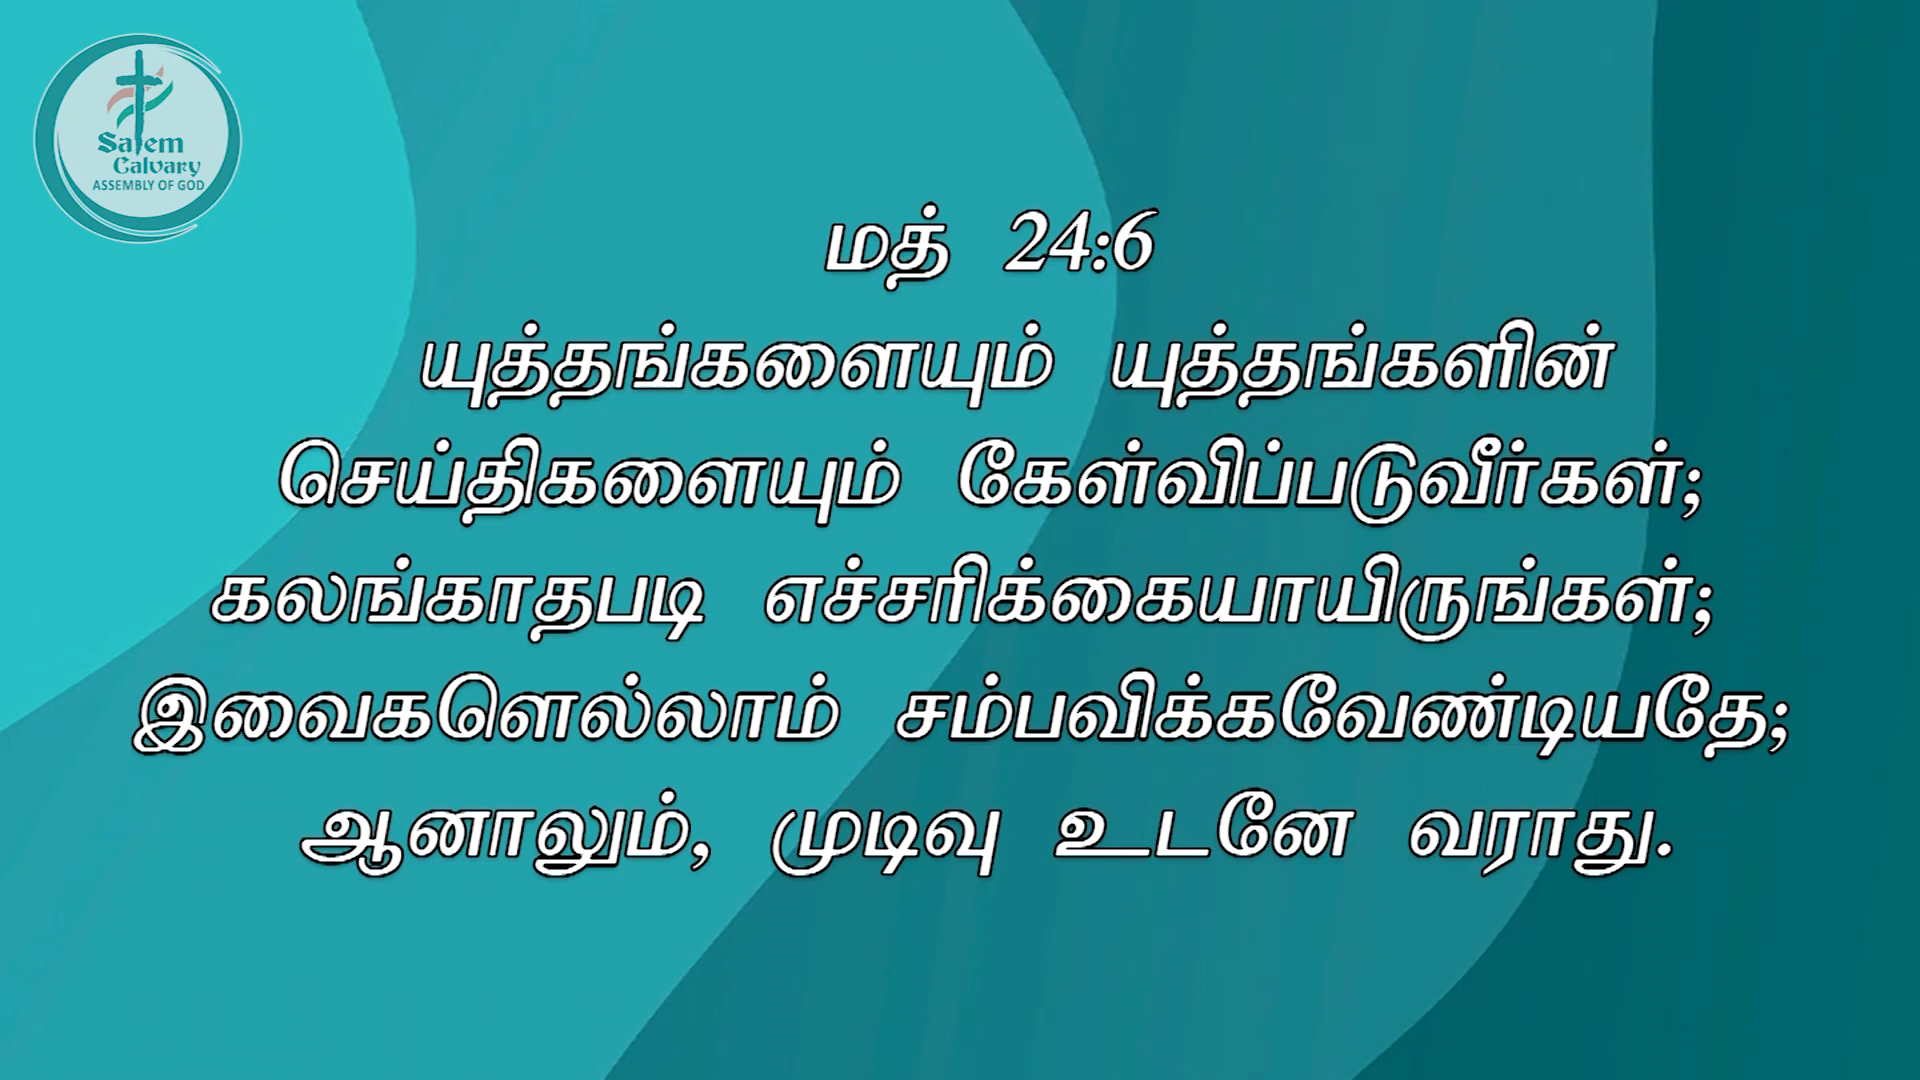 Salem
Calvary
ASSEMBLY OF GOD
மத் 24:6
யுத்தங்களையும் யுத்தங்களின்
செய்திகளையும் கேள்விப்படுவீர்கள்;
கலங்காதபடி எச்சரிக்கையாயிருங்கள்;
இவைகளெல்லாம் சம்பவிக்கவேண்டியதே;
ஆனாலும், முடிவு உடனே வராது.